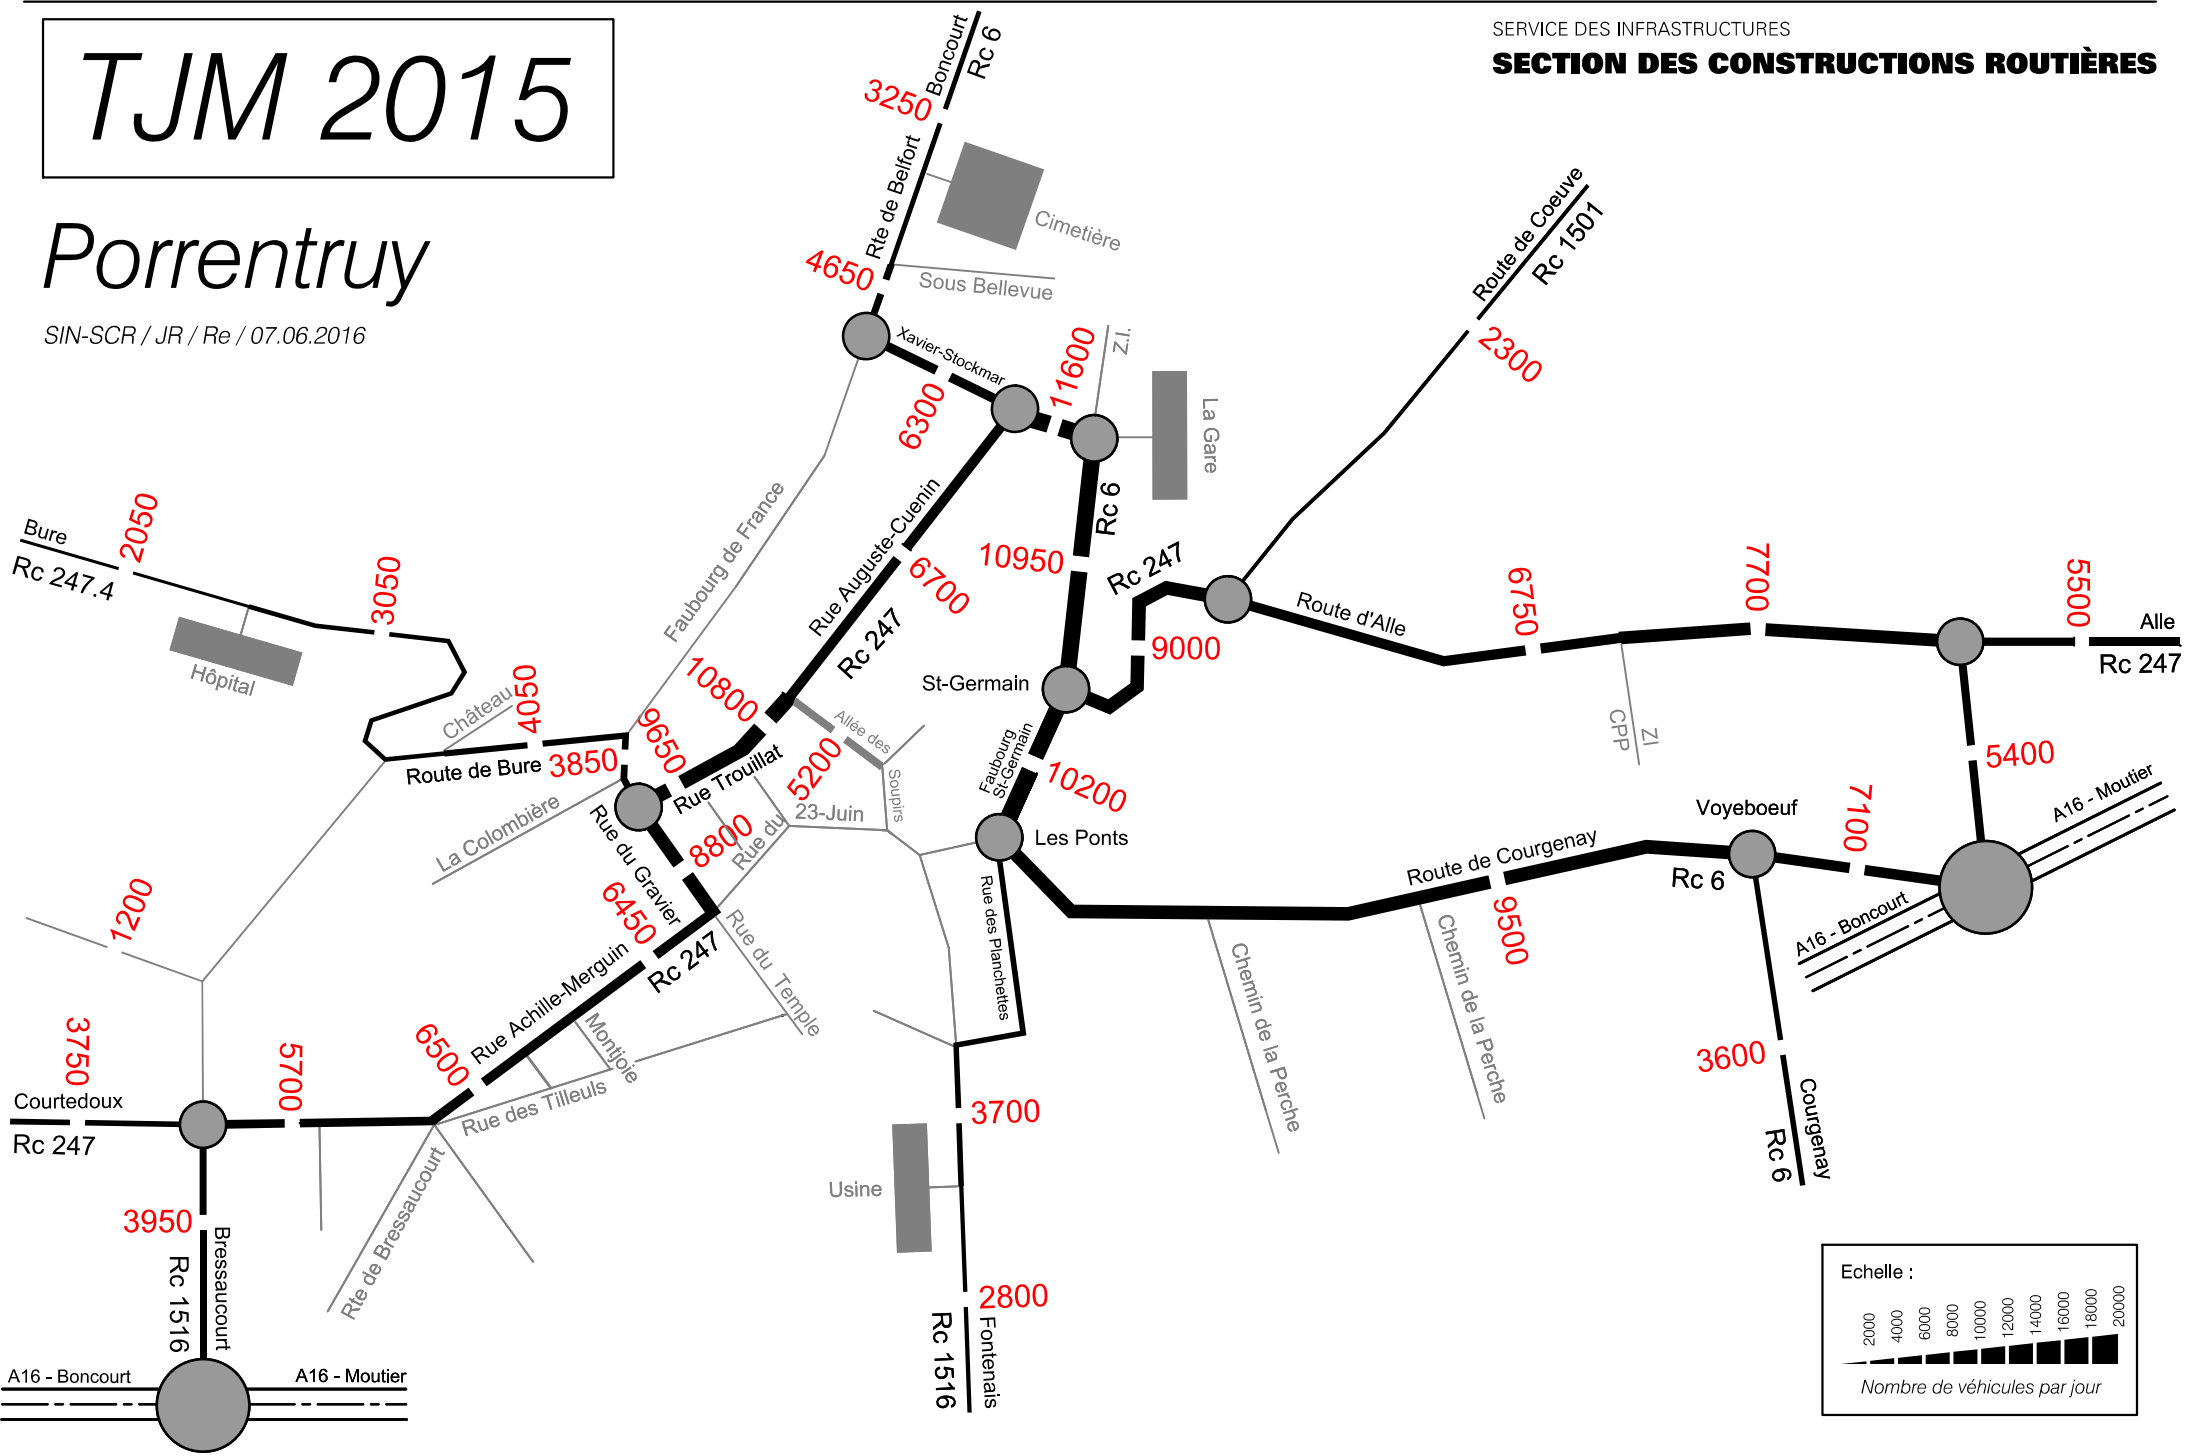 TJM 2015
Porrentruy
SIN-SCR / JR / Re / 07.06.2016
SERVICE DES INFRASTRUCTURES
SECTION DES CONSTRUCTIONS ROUTIÈRES
Boncourt
Rc 6
3250
Rte de Belfort
Cimetière
4650
Sous Bellevue
Xavier-Stockmar
6300
11600
Z.I.
La Gare
Route de Coeuve
Rc 1501
2300
Bure
Rc 247.4
2050
3050
Hôpital
Château
4050
Route de Bure
3850
Faubourg de France
Rue Auguste-Cuenin
6700
Rc 247
Rc 6
10950
Rc 247
9000
Route d'Alle
6750
7700
5500
Alle
Rc 247
ZI
CPP
5400
St-Germain
10800
9650
Rue Trouillat
Allée des
Soupirs
5200
Faubourg
St-Germain
10200
Les Ponts
La Colombière
Rue du Gravier
8800
Rue du
23-Juin
6450
Rc 247
Rue du Temple
Rue des Planchettes
Route de Courgenay
9500
Voyeboeuf
Rc 6
7100
A16 - Moutier
A16 - Boncourt
Chemin de la Perche
Chemin de la Perche
3600
Courgenay
Rc 6
1200
3750
Courtedoux
Rc 247
5700
6500
Rue Achille-Merguin
Montjoie
Rue des Tilleuls
Rte de Bressaucourt
3950
Bressaucourt
Rc 1516
A16 - Boncourt
A16 - Moutier
3700
Usine
2800
Fontenais
Rc 1516
Echelle :
2000
4000
6000
8000
10000
12000
14000
16000
18000
20000
Nombre de véhicules par jour